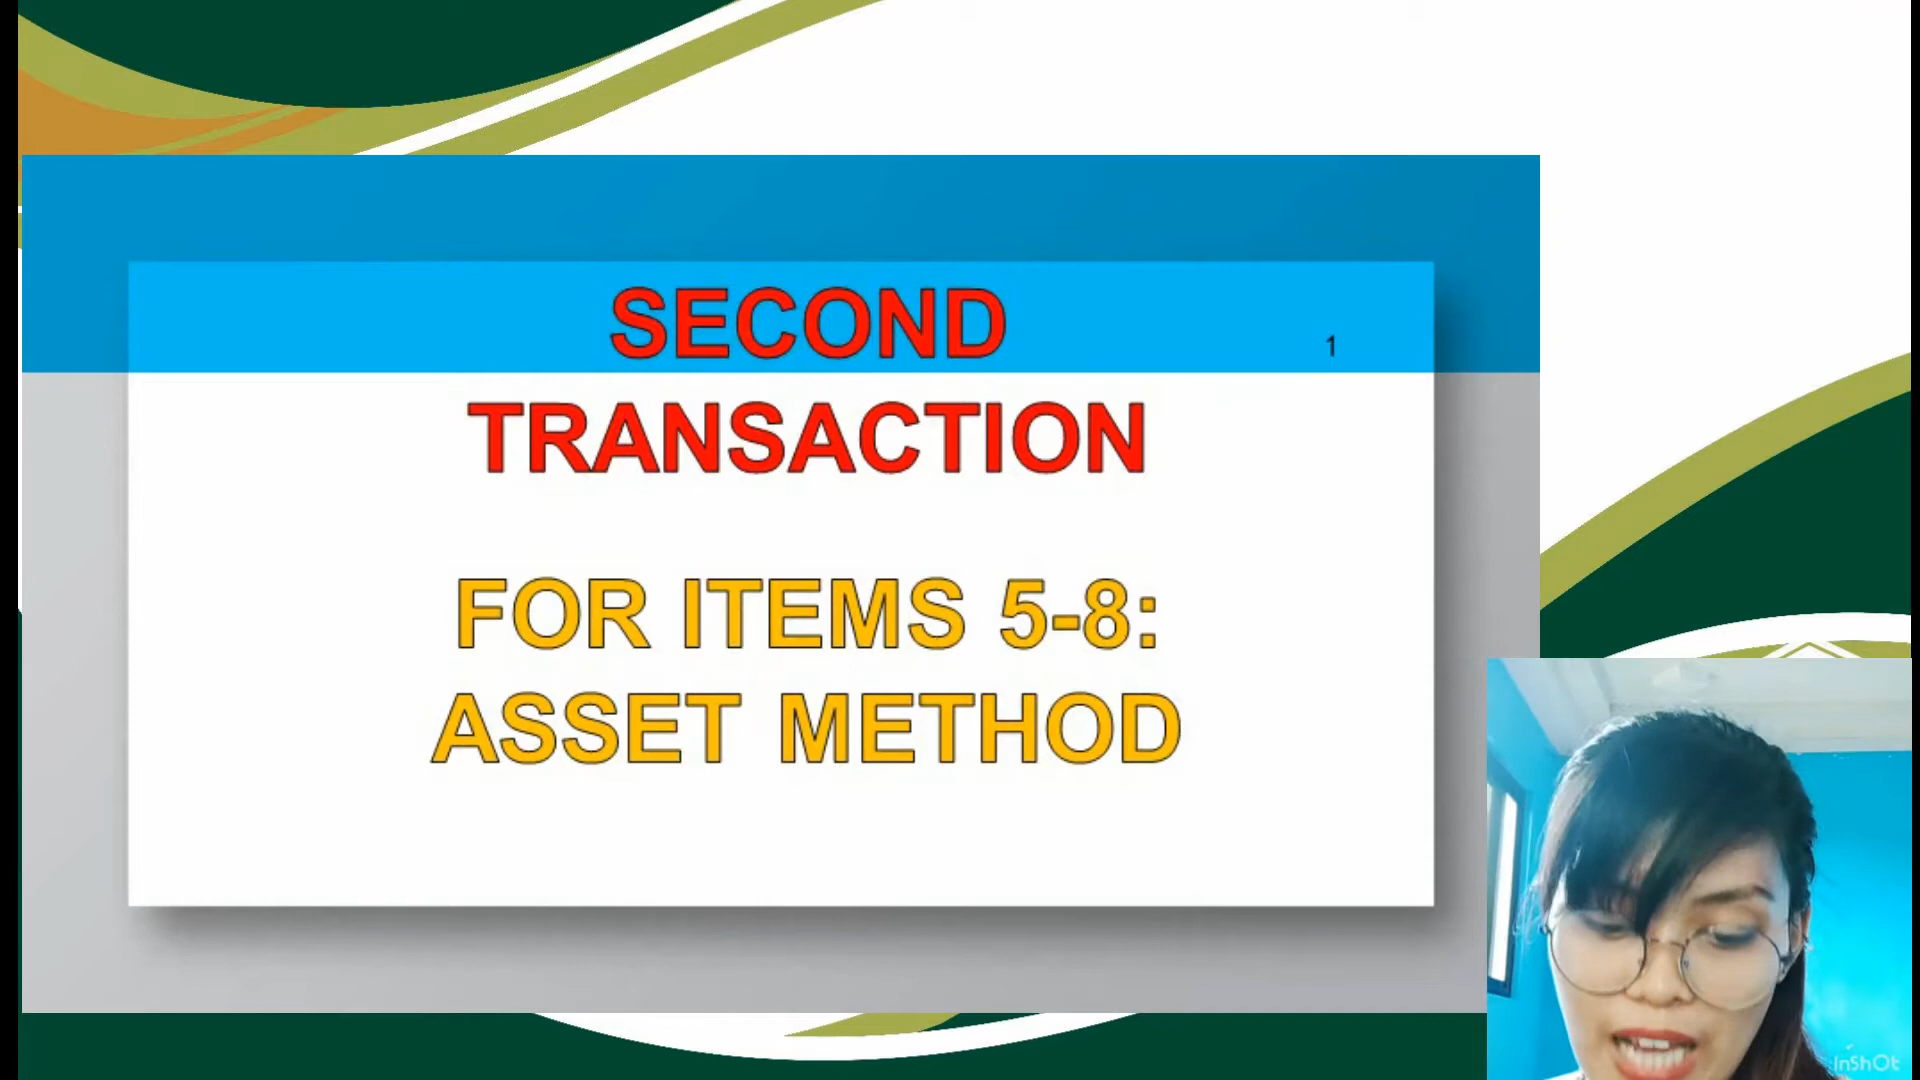 SECOND
1
TRANSACTION
FOR ITEMS 5-8:
ASSET METHOD
InShOt